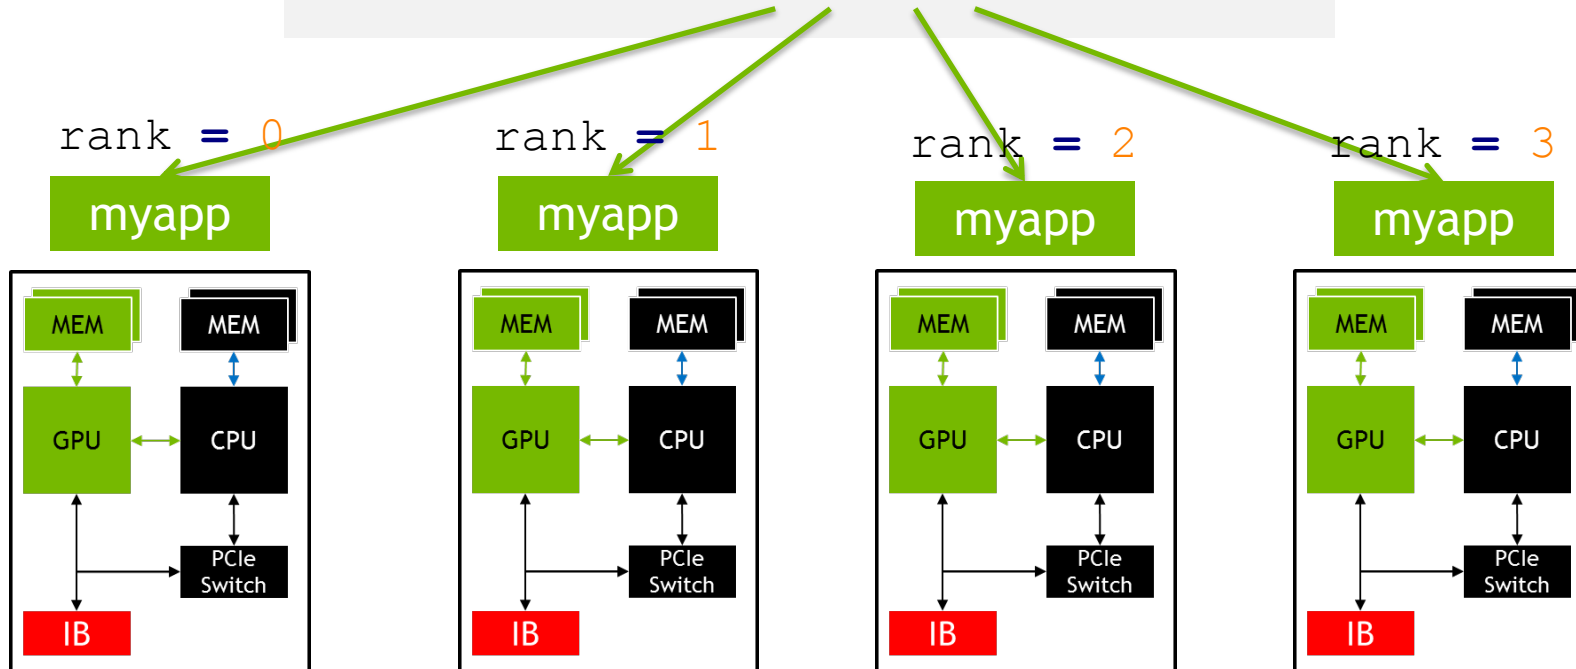 rank = 0
rank = 1
rank = 2
rank = 3
myapp
myapp
myapp
myapp
MEM MEM
MEM MEM
MEM MEM
MEM MEM
GPU CPU
GPU CPU
GPU CPU
GPU CPU
PCIe
Switch
PCIe
Switch
PCIe
Switch
PCIe
Switch
IB
IB
IB
IB